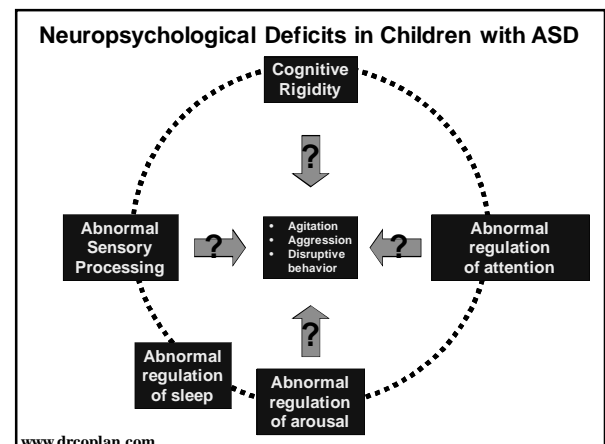 Neuropsychological Deficits in Children with ASD
Cognitive
Rigidity
?
Abnormal
Sensory
Processing
?
• Agitation
• Aggression
• Disruptive
behavior
?
Abnormal
regulation
of attention
?
Abnormal
regulation
of sleep
Abnormal
regulation
of arousal
www.drcoplan.com